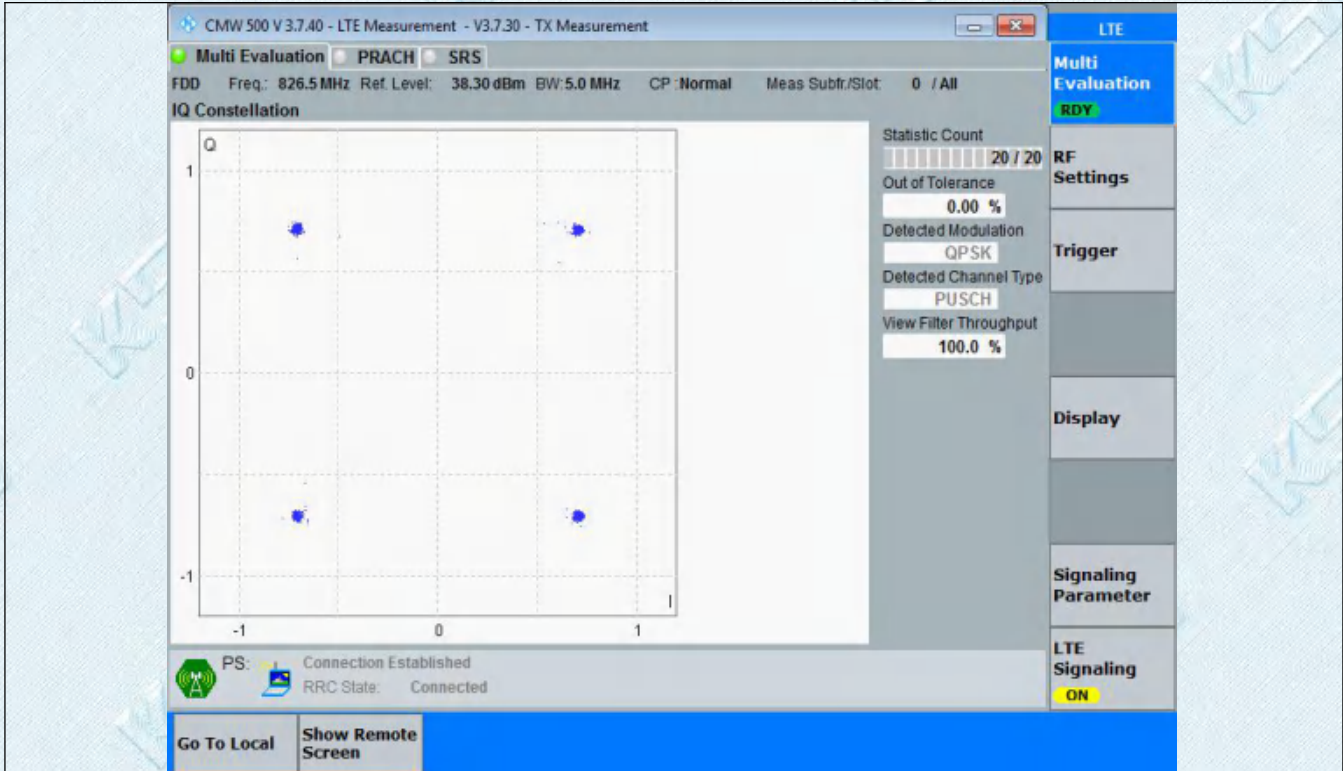 CMW 500 V 3.7.40 - LTE Measurement - V3.7.30 - TX Measurement
LTE
Multi Evaluation PRACH SRS
FDD Freq.: 826.5 MHz Ref. Level: 38.30 dBm BW: 5.0 MHz CP : Normal Meas Subfr./Slot: 0 / All
IQ Constellation
Q
1
0
-1
I
-1 0 1
Statistic Count
20 / 20
Out of Tolerance
0.00 %
Detected Modulation
QPSK
Detected Channel Type
PUSCH
View Filter Throughput
100.0 %
Multi
Evaluation
RDY
RF
Settings
Trigger
Display
Signaling
Parameter
LTE
Signaling
ON
PS: Connection Established
RRC State: Connected
Go To Local
Show Remote
Screen